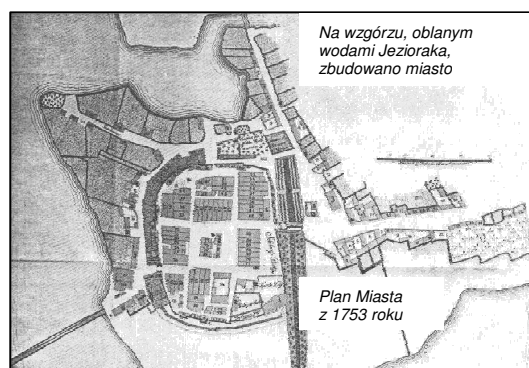 Na wzgórzu, oblanym
wodami Jezioraka,
zbudowano miasto
Plan Miasta
z 1753 roku